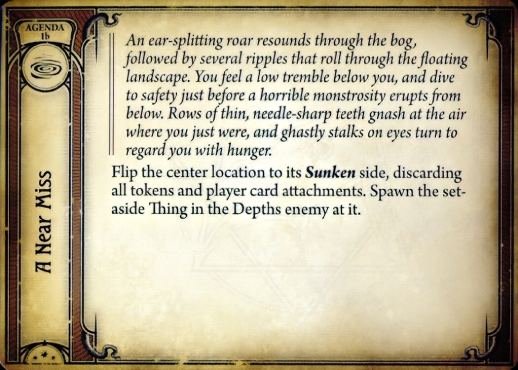 AGENDA
1b
A Near Miss
An ear-splitting roar resounds through the bog,
followed by several ripples that roll through the floating
landscape. You feel a low tremble below you, and dive
to safety just before a horrible monstrosity erupts from
below. Rows of thin, needle-sharp teeth gnash at the air
where you just were, and ghastly stalks on eyes turn to
regard you with hunger.
Flip the center location to its Sunken side, discarding
all tokens and player card attachments. Spawn the set-
aside Thing in the Depths enemy at it.